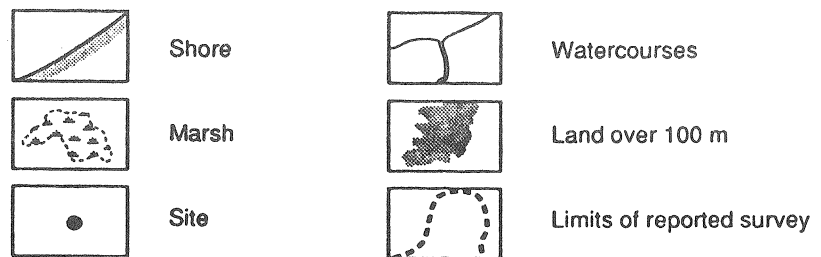 Shore
Watercourses
Marsh
Land over 100 m
Site
Limits of reported survey